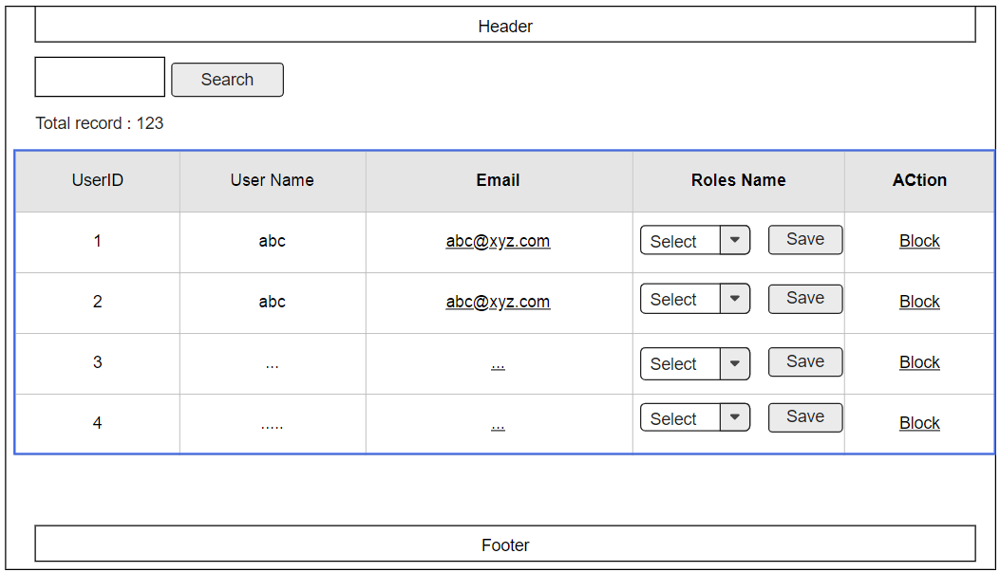 Header
Search
Total record : 123
UserID User Name Email Roles Name ACtion
1 abc abc@xyz.com Select Save Block
2 abc abc@xyz.com Select Save Block
3 ... ... Select Save Block
4 ..... ... Select Save Block
Footer